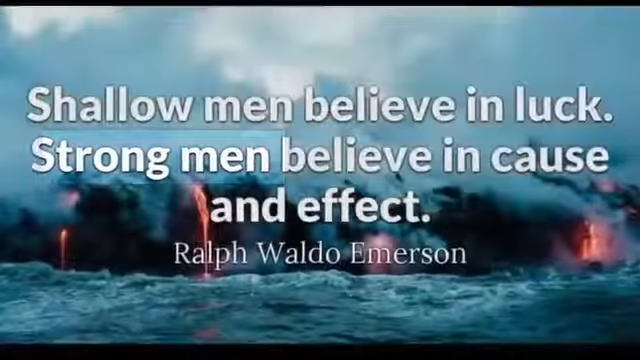 Shallow men believe in luck.
Strong men believe in cause
and effect.
Ralph Waldo Emerson